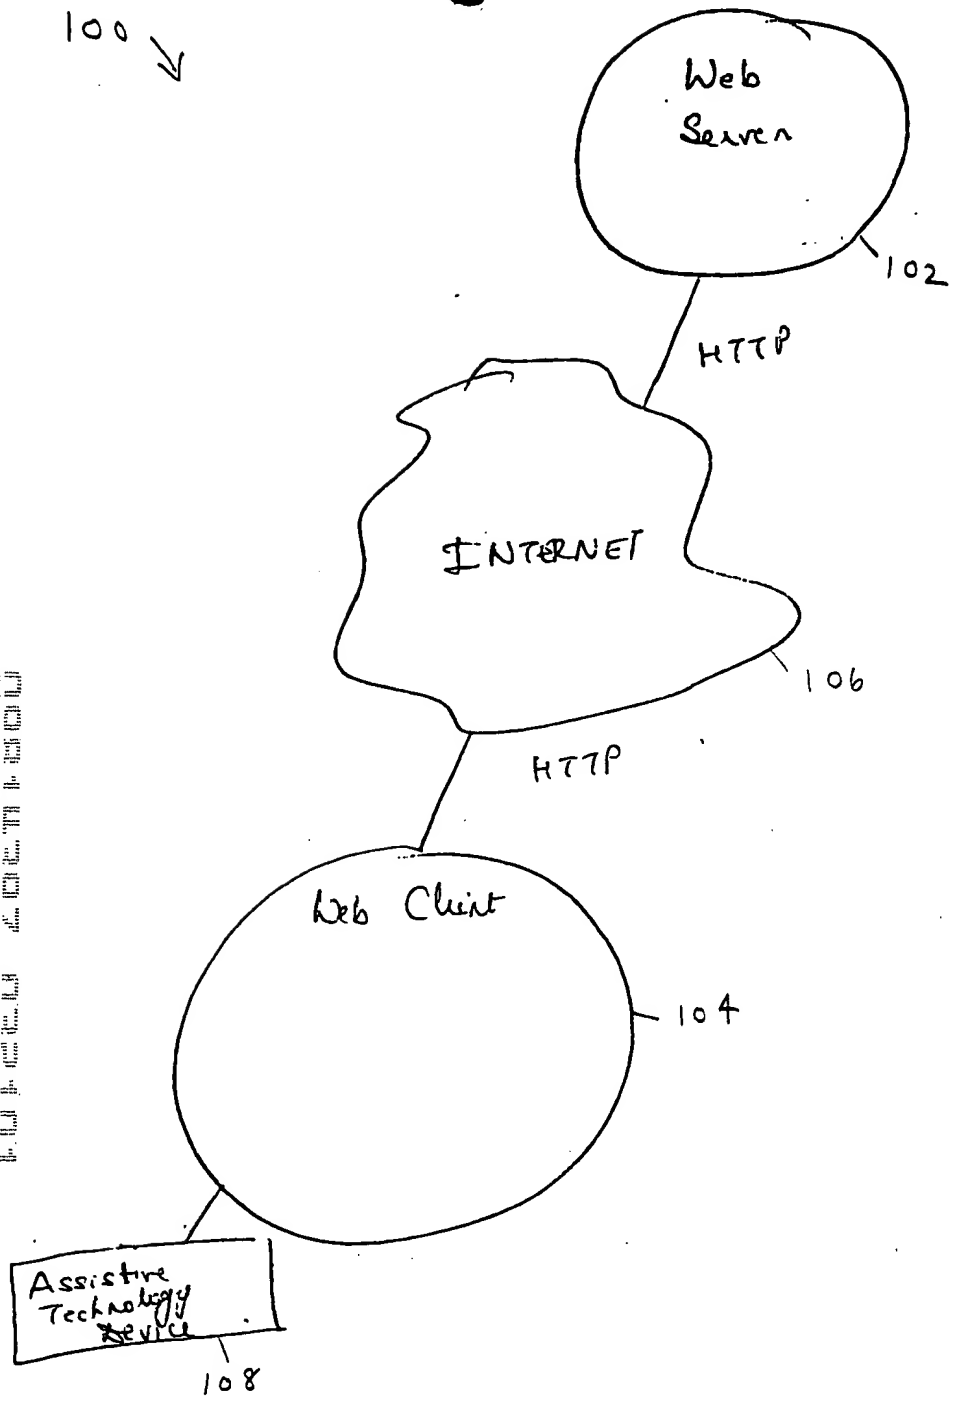 100
Web
Server
102
HTTP
INTERNET
106
HTTP
Web Client
104
Assistive
Technology
Device
108